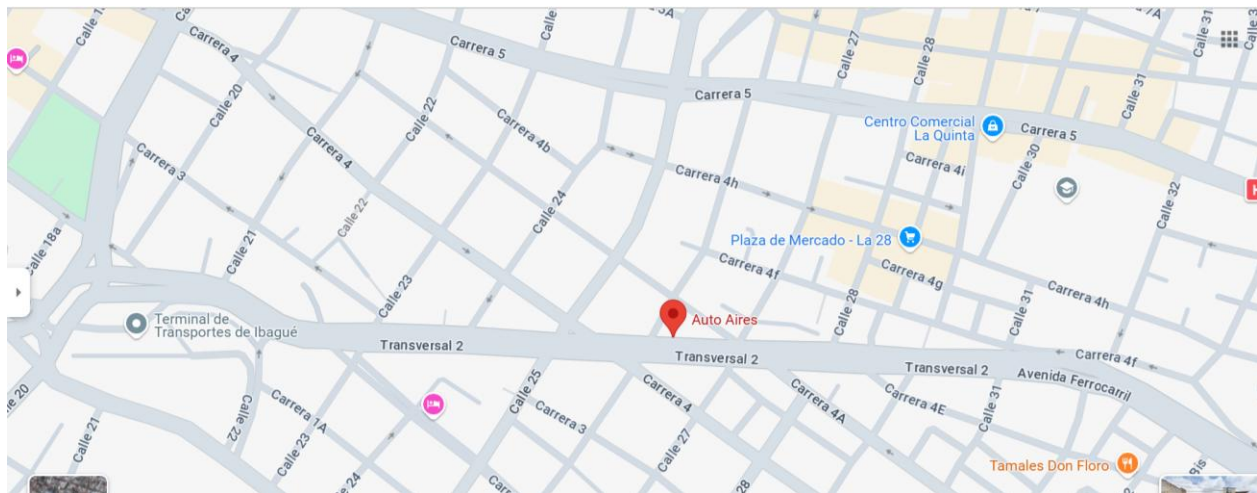 Carrera 4
Calle 20
Carrera 5
Calle 22
Carrera 4b
Carrera 4
Carrera 3
Calle 22
Calle 24
Calle 21
Calle 23
Carrera 5
Calle 27
Calle 28
Calle 31
Calle 31
Centro Comercial
La Quinta
Carrera 5
Carrera 4i
Calle 30
Calle 32
Carrera 4h
Plaza de Mercado - La 28
Carrera 4f
Carrera 4g
Carrera 4h
Calle 28
Calle 31
Calle 18a
Terminal de
Transportes de Ibagué
Auto Aires
Transversal 2
Transversal 2
Transversal 2
Carrera 4f
Avenida Ferrocarril
Calle 25
Carrera 4
Carrera 4A
Carrera 4E
Calle 31
Carrera 1A
Carrera 3
Calle 22
Calle 21
Calle 23
Calle 24
Calle 27
Tamales Don Floro